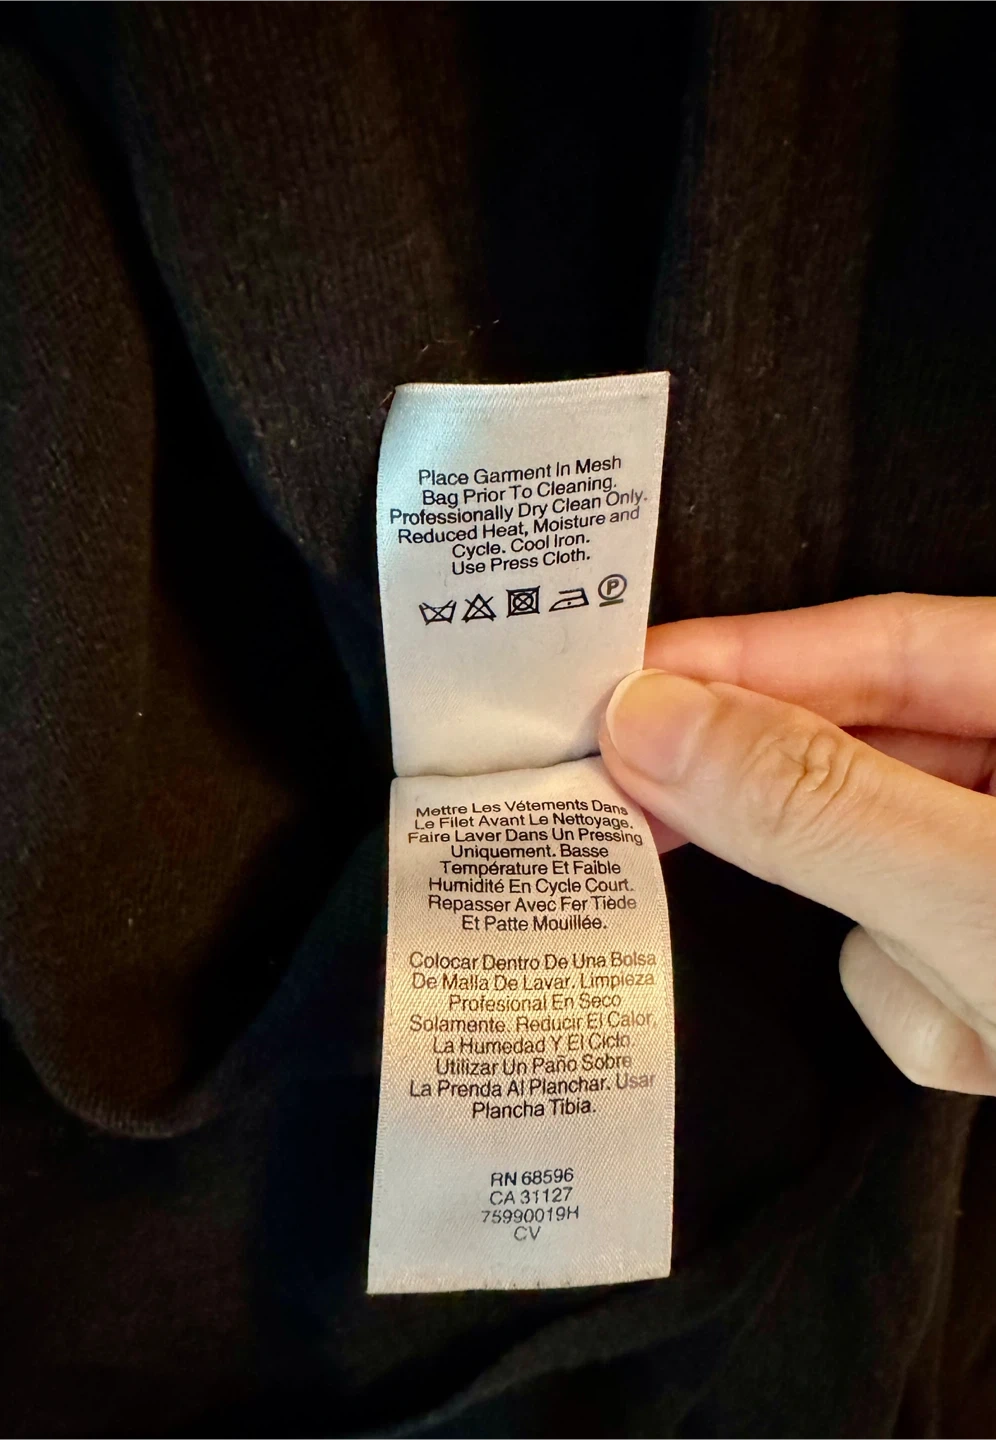 Place Garment In Mesh
Bag Prior To Cleaning.
Professionally Dry Clean Only.
Reduced Heat, Moisture and
Cycle. Cool Iron.
Use Press Cloth.
P
Mettre Les Vétements Dans
Le Filet Avant Le Nettoyage.
Faire Laver Dans Un Pressing
Uniquement. Basse
Température Et Faible
Humidité En Cycle Court.
Repasser Avec Fer Tiède
Et Patte Mouillée.
Colocar Dentro De Una Bolsa
De Malla De Lavar. Limpieza
Profesional En Seco
Solamente. Reducir El Calor,
La Humedad Y El Ciclo.
Utilizar Un Paño Sobre
La Prenda Al Planchar. Usar
Plancha Tibia.
RN 68596
CA 31127
75990019H
CV